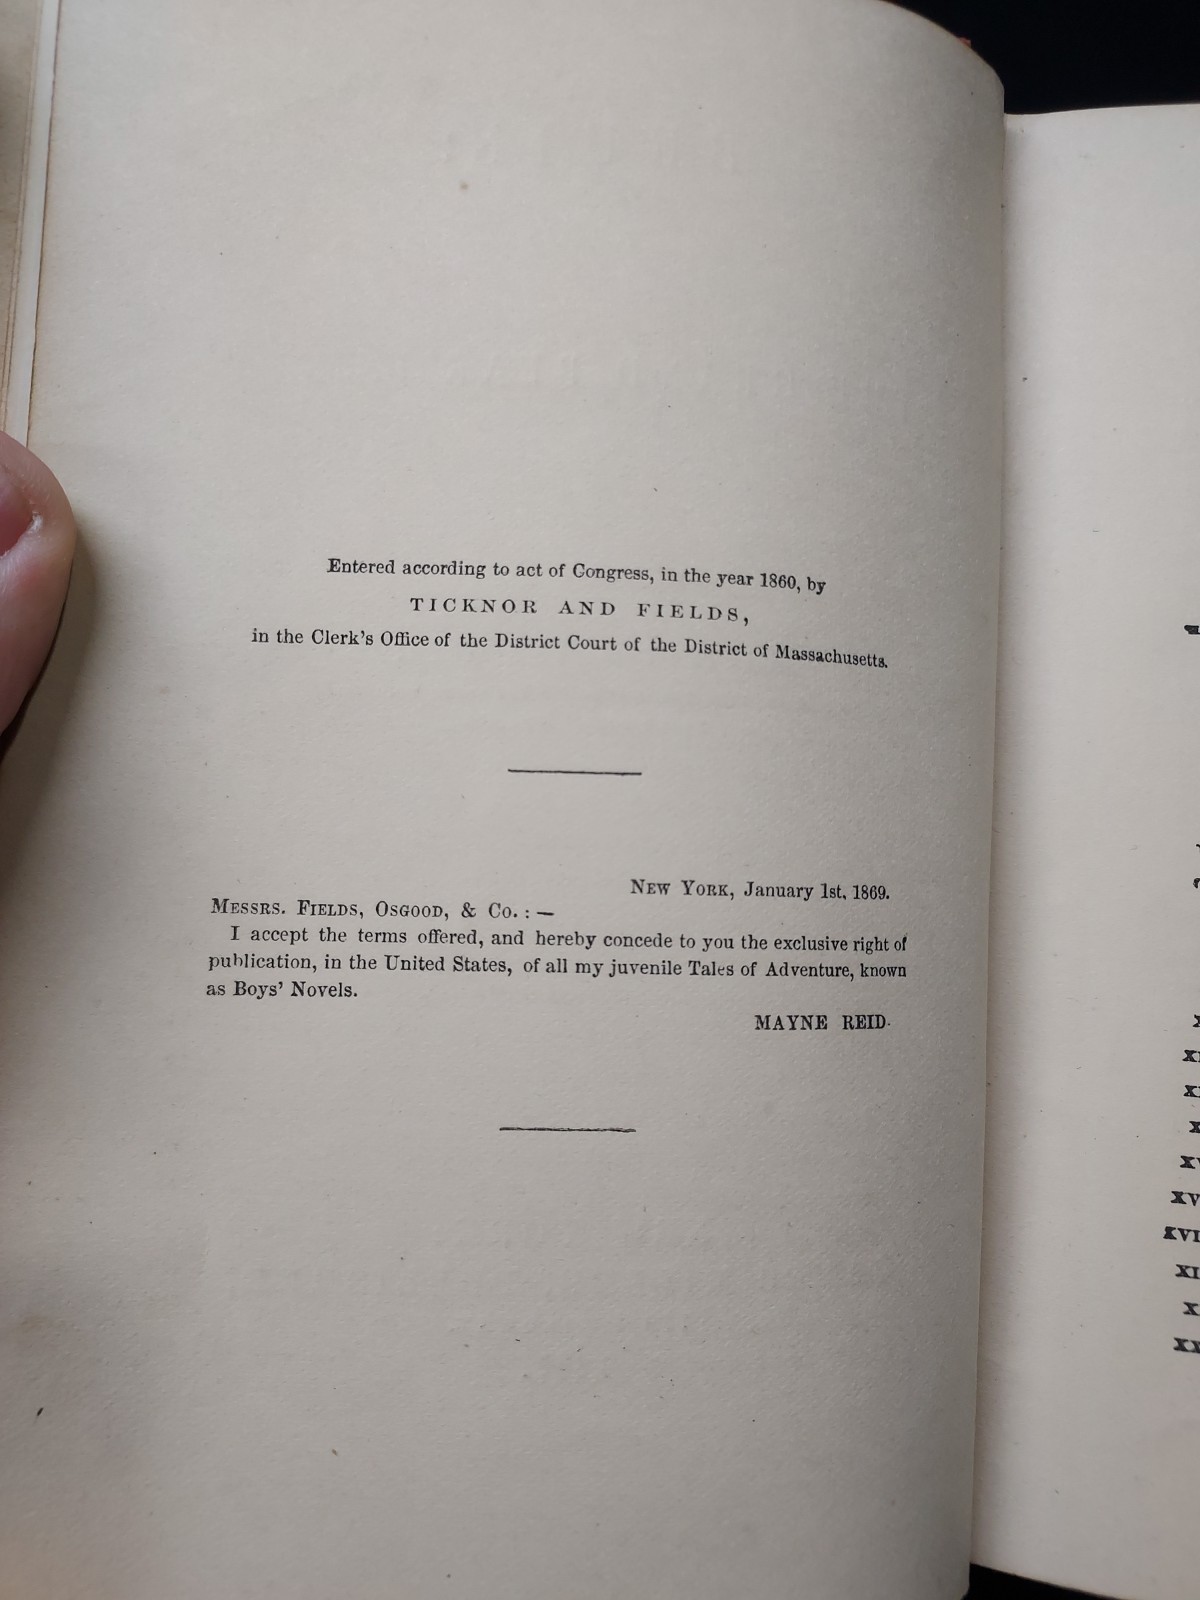 Entered according to act of Congress, in the year 1860, by
TICKNOR AND FIELDS,
in the Clerk's Office of the District Court of the District of Massachusetts.
NEW YORK, January 1st, 1869.
MESSRS. FIELDS, OSGOOD, & Co. : —
I accept the terms offered, and hereby concede to you the exclusive right of
publication, in the United States, of all my juvenile Tales of Adventure, known
as Boys' Novels.
MAYNE REID.